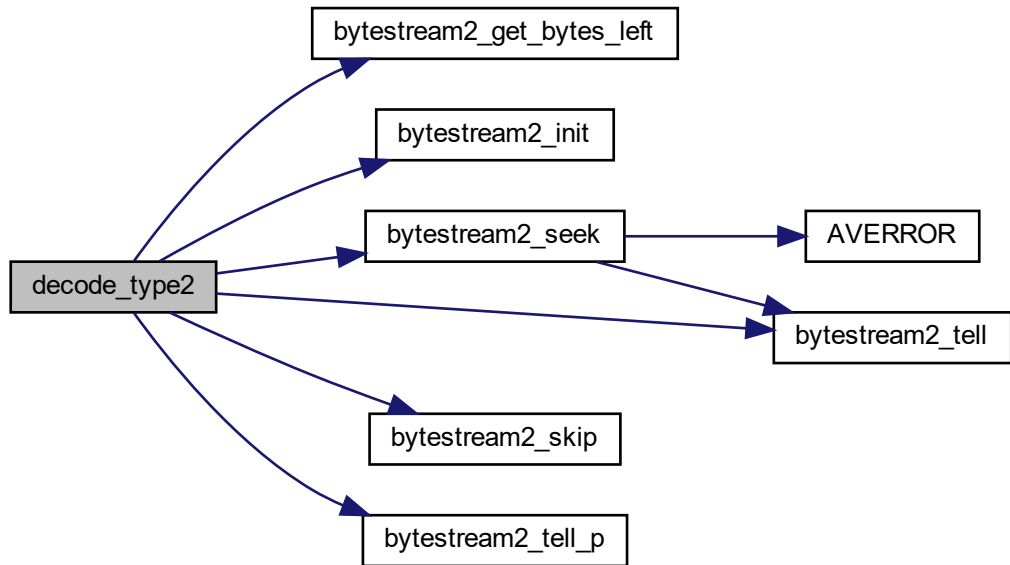 bytestream2_get_bytes_left
bytestream2_init
bytestream2_seek
AVERROR
decode_type2
bytestream2_tell
bytestream2_skip
bytestream2_tell_p